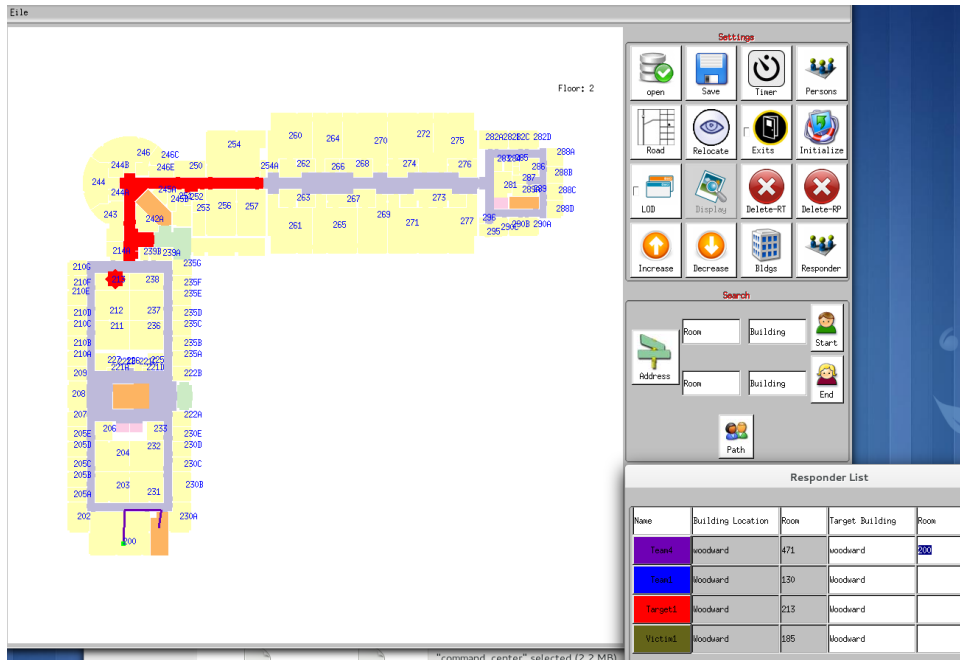 File
Floor: 2
260 264 270 272 275
254
282A 282D
246 246C
288A
244B 246E 250 254A 262 266 268 274 276
286
288B
287
244 281
244A
288C
253 256 257 263 267 273
288D
243 242A
269
296
261 265 271 277
290A
295
214A 239B 239A
210G 235G
213 238
210F 235F
210E 235E
212 237
210D 235D
210C 235C
211 236
210B 235B
210A 235A
225
221A 221D
209 222B
208
207 222A
206 233
205E 230E
205D 232 230D
204
205C 230C
205B
203 230B
205A 231
202 230A
200
Settings
open Save Timer Persons
Road Relocate Exits Initialize
LOD Display Delete-RT Delete-RP
Increase Decrease Bldgs Responder
Search
Room Building
Start
Address
Room Building
End
Path
Responder List
Name Building Location Room Target Building Room
Team4 woodward 471 woodward 200
Team1 Woodward 130 Woodward
Target1 Woodward 213 Woodward
Victim1 Woodward 185 Woodward
"command_center" selected (2.2 MB)